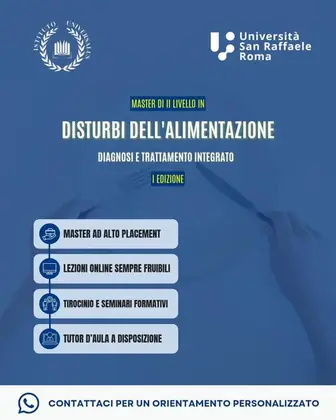 ISTITUTO UNIVERSALIS
Università
San Raffaele
Roma
MASTER DI II LIVELLO IN
DISTURBI DELL'ALIMENTAZIONE
DIAGNOSI E TRATTAMENTO INTEGRATO
I EDIZIONE
MASTER AD ALTO PLACEMENT
LEZIONI ONLINE SEMPRE FRUIBILI
TIROCINIO E SEMINARI FORMATIVI
TUTOR D'AULA A DISPOSIZIONE
CONTATTACI PER UN ORIENTAMENTO PERSONALIZZATO